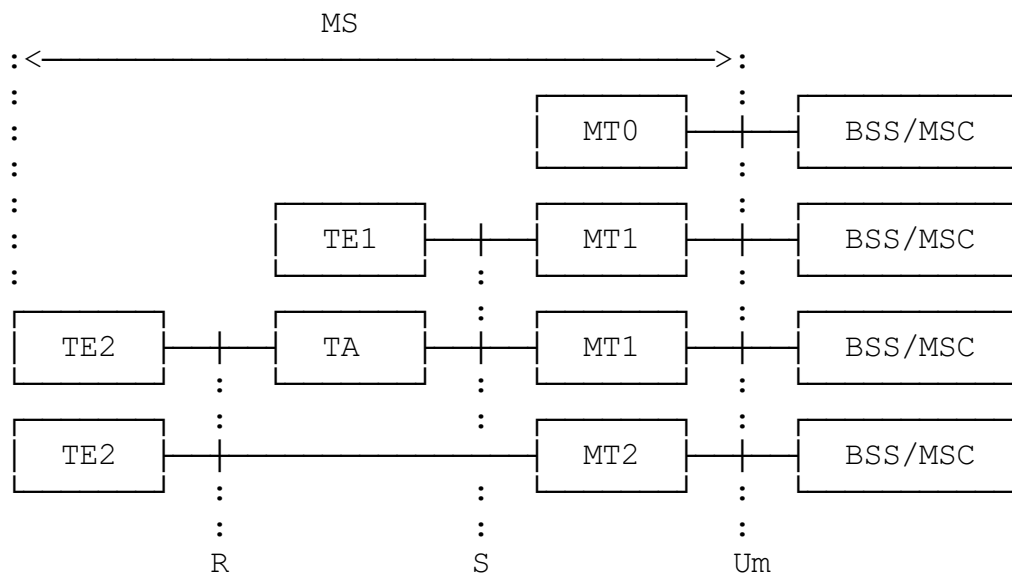 MS
MT0 BSS/MSC
TE1 MT1 BSS/MSC
TE2 TA MT1 BSS/MSC
TE2 MT2 BSS/MSC
R S Um